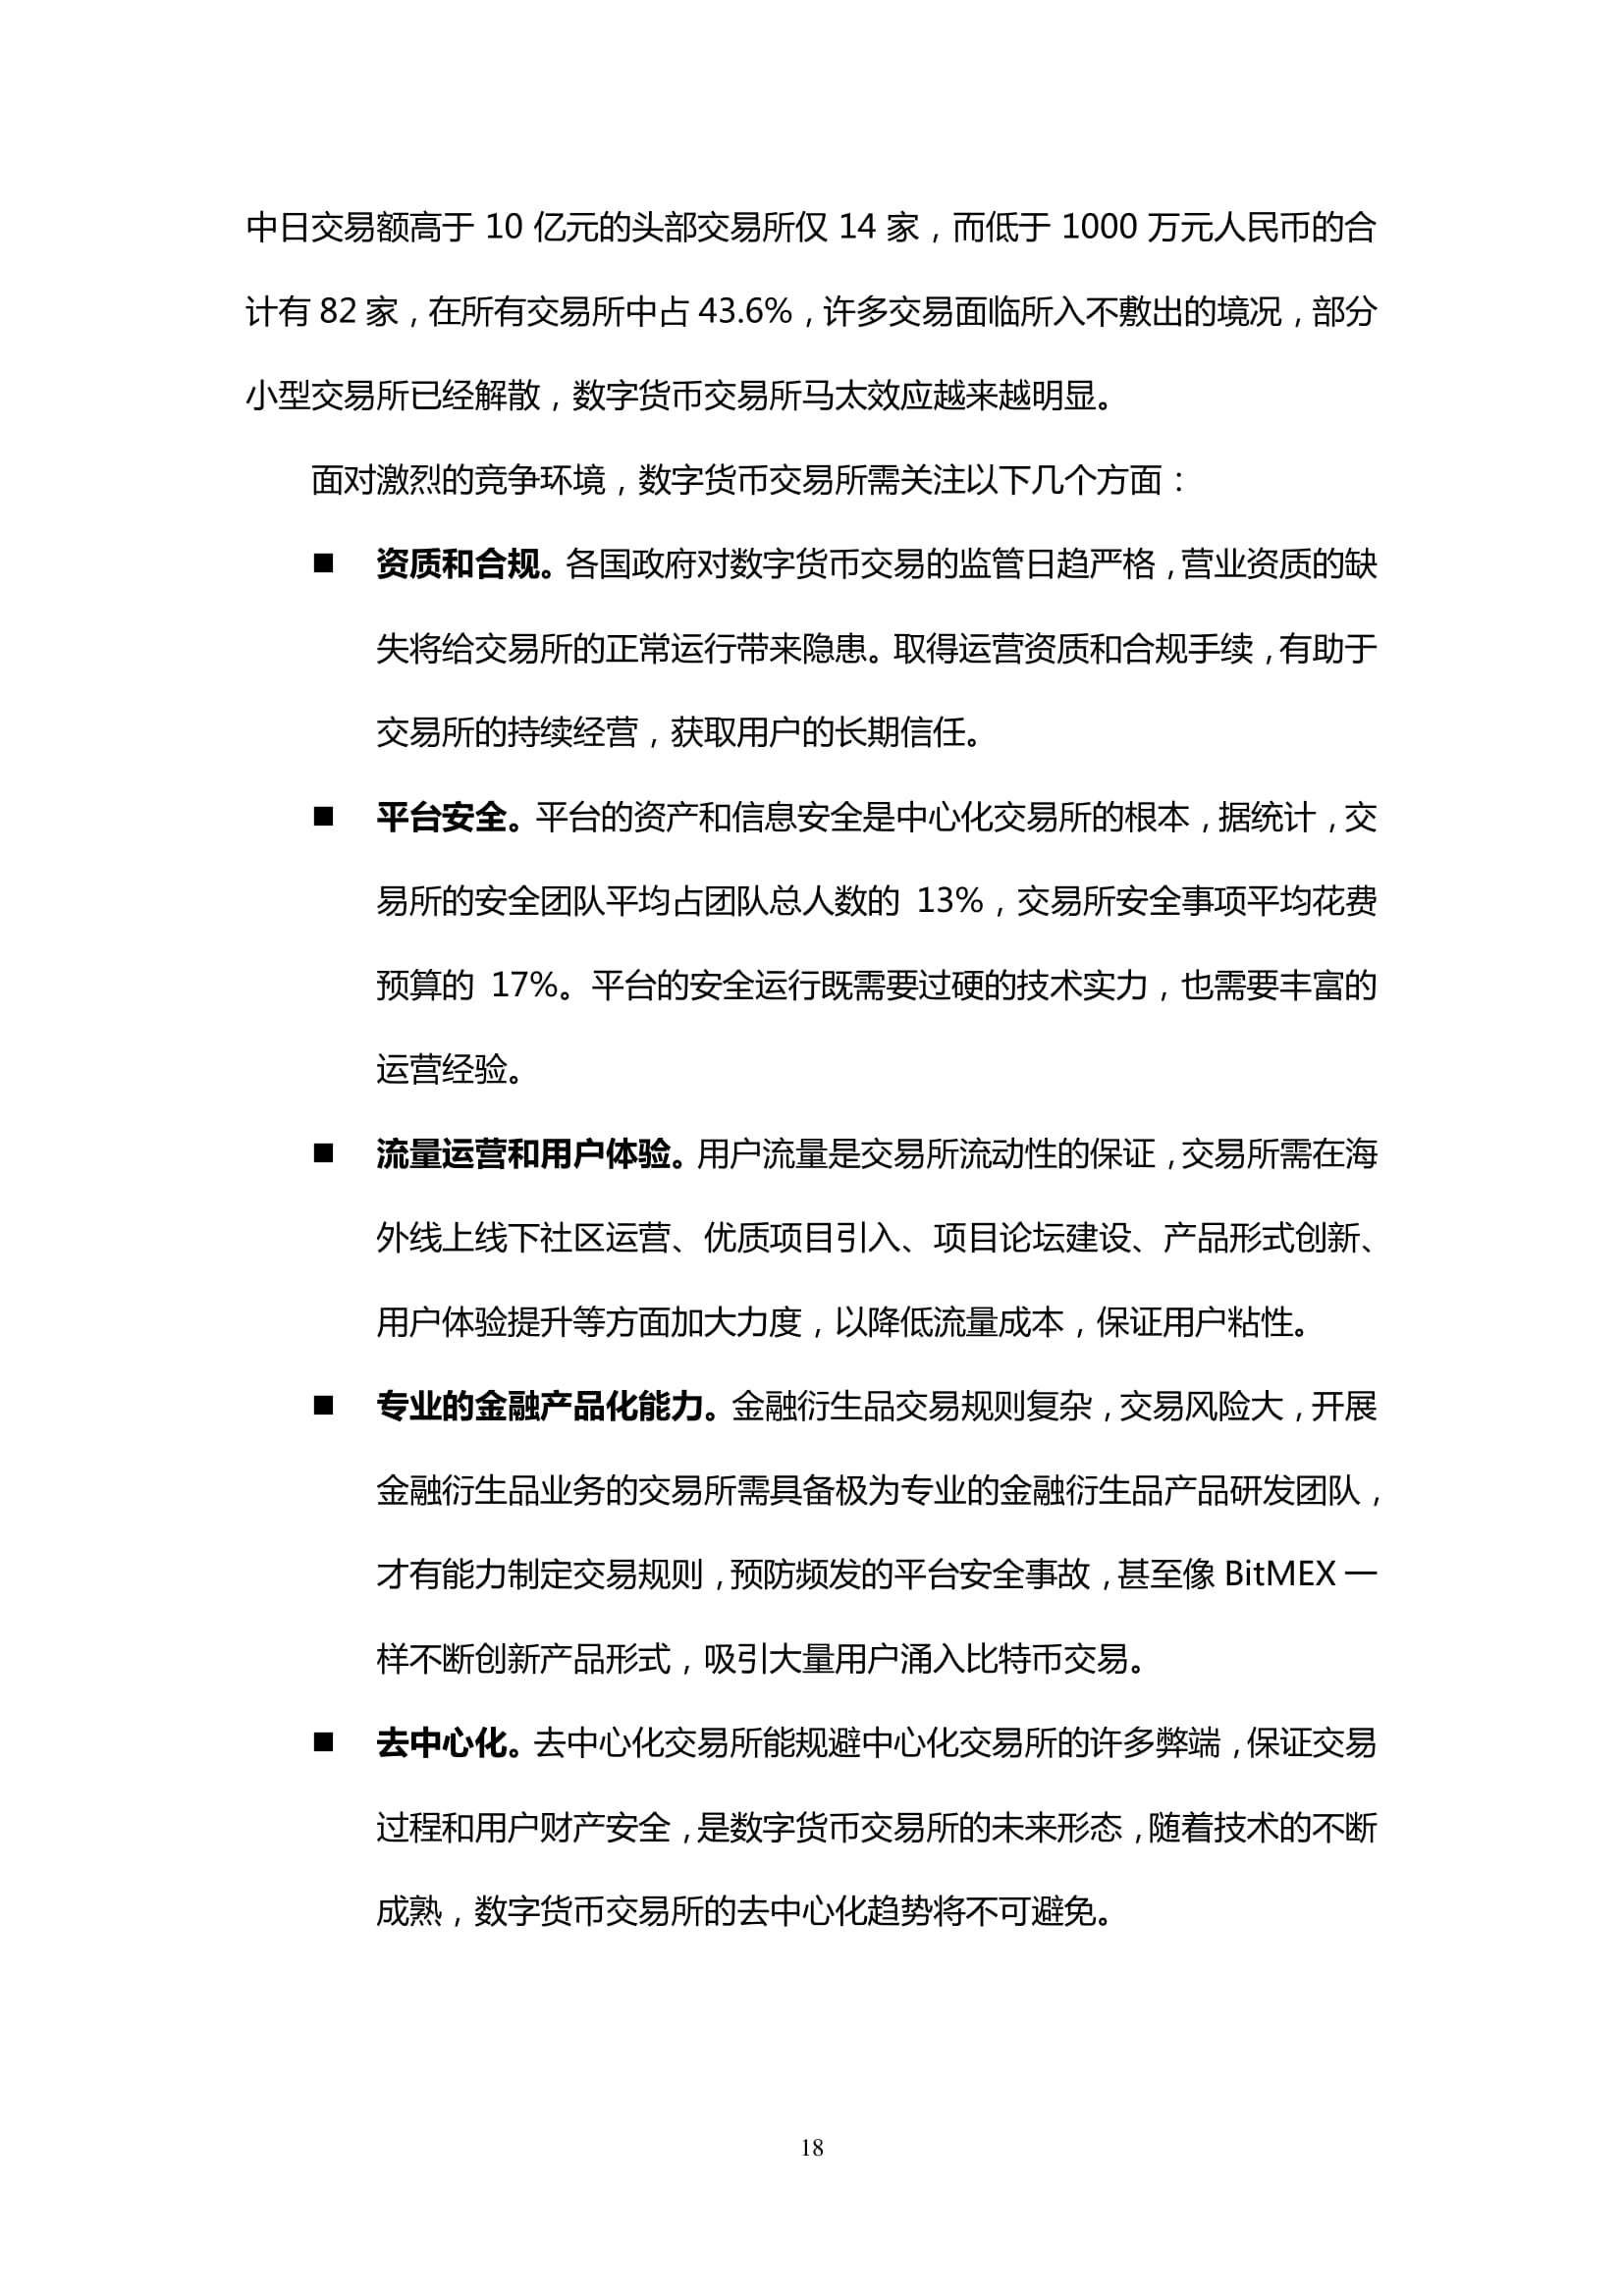 中日交易额高于 10 亿元的头部交易所仅 14 家，而低于 1000 万元人民币的合
计有 82 家，在所有交易所中占 43.6%，许多交易面临所入不敷出的境况，部分
小型交易所已经解散，数字货币交易所马太效应越来越明显。
面对激烈的竞争环境，数字货币交易所需关注以下几个方面：
■ 资质和合规。各国政府对数字货币交易的监管日趋严格，营业资质的缺
失将给交易所的正常运行带来隐患。取得运营资质和合规手续，有助于
交易所的持续经营，获取用户的长期信任。
■ 平台安全。平台的资产和信息安全是中心化交易所的根本，据统计，交
易所的安全团队平均占团队总人数的 13%，交易所安全事项平均花费
预算的 17%。平台的安全运行既需要过硬的技术实力，也需要丰富的
运营经验。
■ 流量运营和用户体验。用户流量是交易所流动性的保证，交易所需在海
外线上线下社区运营、优质项目引入、项目论坛建设、产品形式创新、
用户体验提升等方面加大力度，以降低流量成本，保证用户粘性。
■ 专业的金融产品化能力。金融衍生品交易规则复杂，交易风险大，开展
金融衍生品业务的交易所需具备极为专业的金融衍生品产品研发团队，
才有能力制定交易规则，预防频发的平台安全事故，甚至像 BitMEX 一
样不断创新产品形式，吸引大量用户涌入比特币交易。
■ 去中心化。去中心化交易所能规避中心化交易所的许多弊端，保证交易
过程和用户财产安全，是数字货币交易所的未来形态，随着技术的不断
成熟，数字货币交易所的去中心化趋势将不可避免。
18